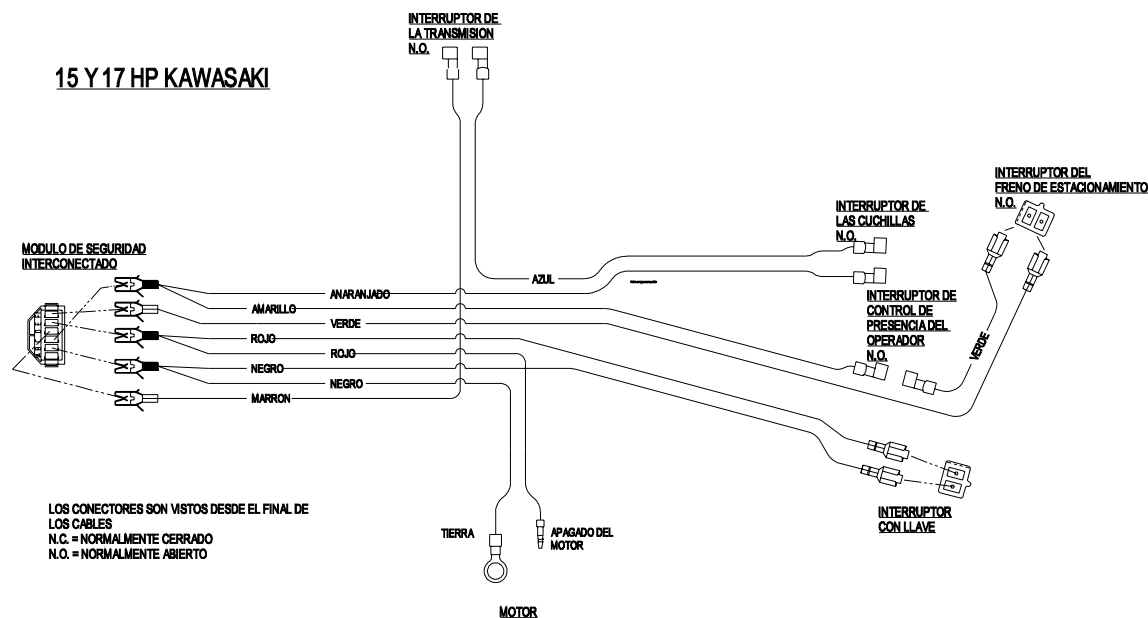 INTERRUPTOR DE
LA TRANSMISION
N.O.
15 Y 17 HP KAWASAKI
INTERRUPTOR DEL
FRENO DE ESTACIONAMIENTO
N.O.
INTERRUPTOR DE
LAS CUCHILLAS
N.O.
MODULO DE SEGURIDAD
INTERCONECTADO
AZUL
ANARANJADO
AMARILLO
VERDE
ROJO
ROJO
NEGRO
NEGRO
MARRON
INTERRUPTOR DE
CONTROL DE
PRESENCIA DEL
OPERADOR
N.O.
VERDE
INTERRUPTOR
CON LLAVE
LOS CONECTORES SON VISTOS DESDE EL FINAL DE
LOS CABLES
N.C. = NORMALMENTE CERRADO
N.O. = NORMALMENTE ABIERTO
TIERRA
APAGADO DEL
MOTOR
MOTOR